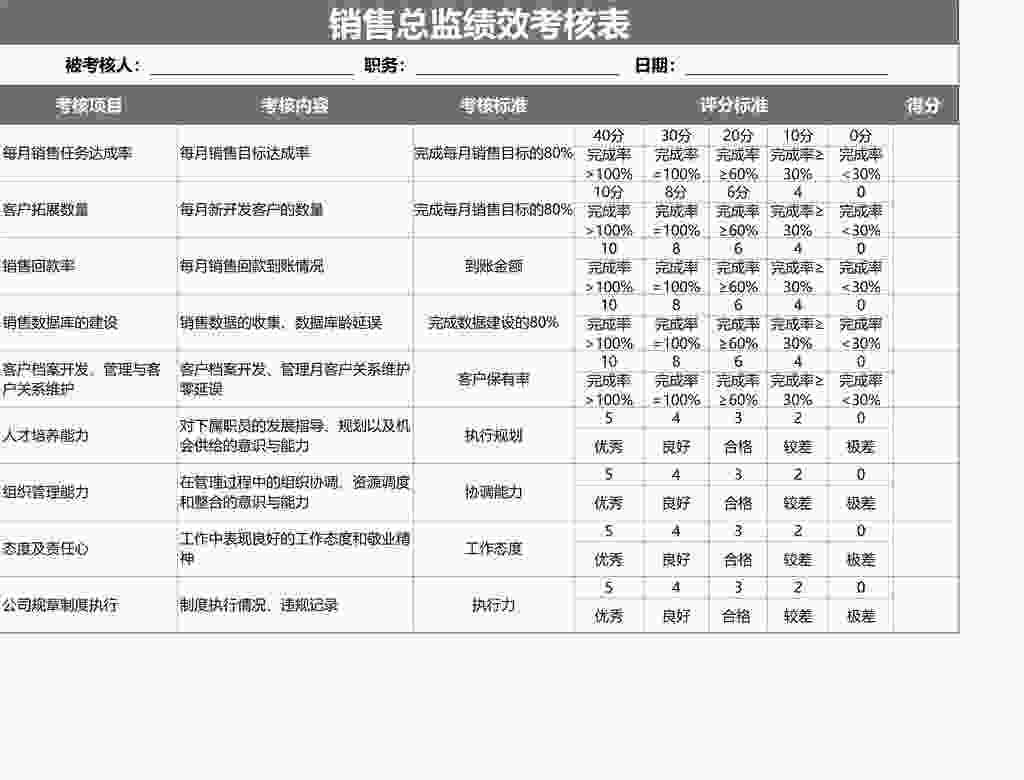 销售总监绩效考核表
被考核人： 职务： 日期：
考核项目 考核内容 考核标准 评分标准 得分
40分 30分 20分 10分 0分
每月销售任务达成率 每月销售目标达成率 完成每月销售目标的80% 完成率 完成率 完成率 完成率≥ 完成率
>100% =100% ≥60% 30% <30%
10分 8分 6分 4 0
客户拓展数量 每月新开发客户的数量 完成每月销售目标的80% 完成率 完成率 完成率 完成率≥ 完成率
>100% =100% ≥60% 30% <30%
10 8 6 4 0
销售回款率 每月销售回款到账情况 到账金额 完成率 完成率 完成率 完成率≥ 完成率
>100% =100% ≥60% 30% <30%
10 8 6 4 0
销售数据库的建设 销售数据的收集、数据库龄延误 完成数据建设的80% 完成率 完成率 完成率 完成率≥ 完成率
>100% =100% ≥60% 30% <30%
10 8 6 4 0
客户档案开发、管理与客 客户档案开发、管理月客户关系维护 客户保有率 完成率 完成率 完成率 完成率≥ 完成率
户关系维护 零延误 >100% =100% ≥60% 30% <30%
5 4 3 2 0
人才培养能力 对下属职员的发展指导、规划以及机 执行规划
会供给的意识与能力 优秀 良好 合格 较差 极差
5 4 3 2 0
组织管理能力 在管理过程中的组织协调、资源调度 协调能力
和整合的意识与能力 优秀 良好 合格 较差 极差
5 4 3 2 0
态度及责任心 工作中表现良好的工作态度和敬业精 工作态度
神 优秀 良好 合格 较差 极差
5 4 3 2 0
公司规章制度执行 制度执行情况、违规记录 执行力
优秀 良好 合格 较差 极差